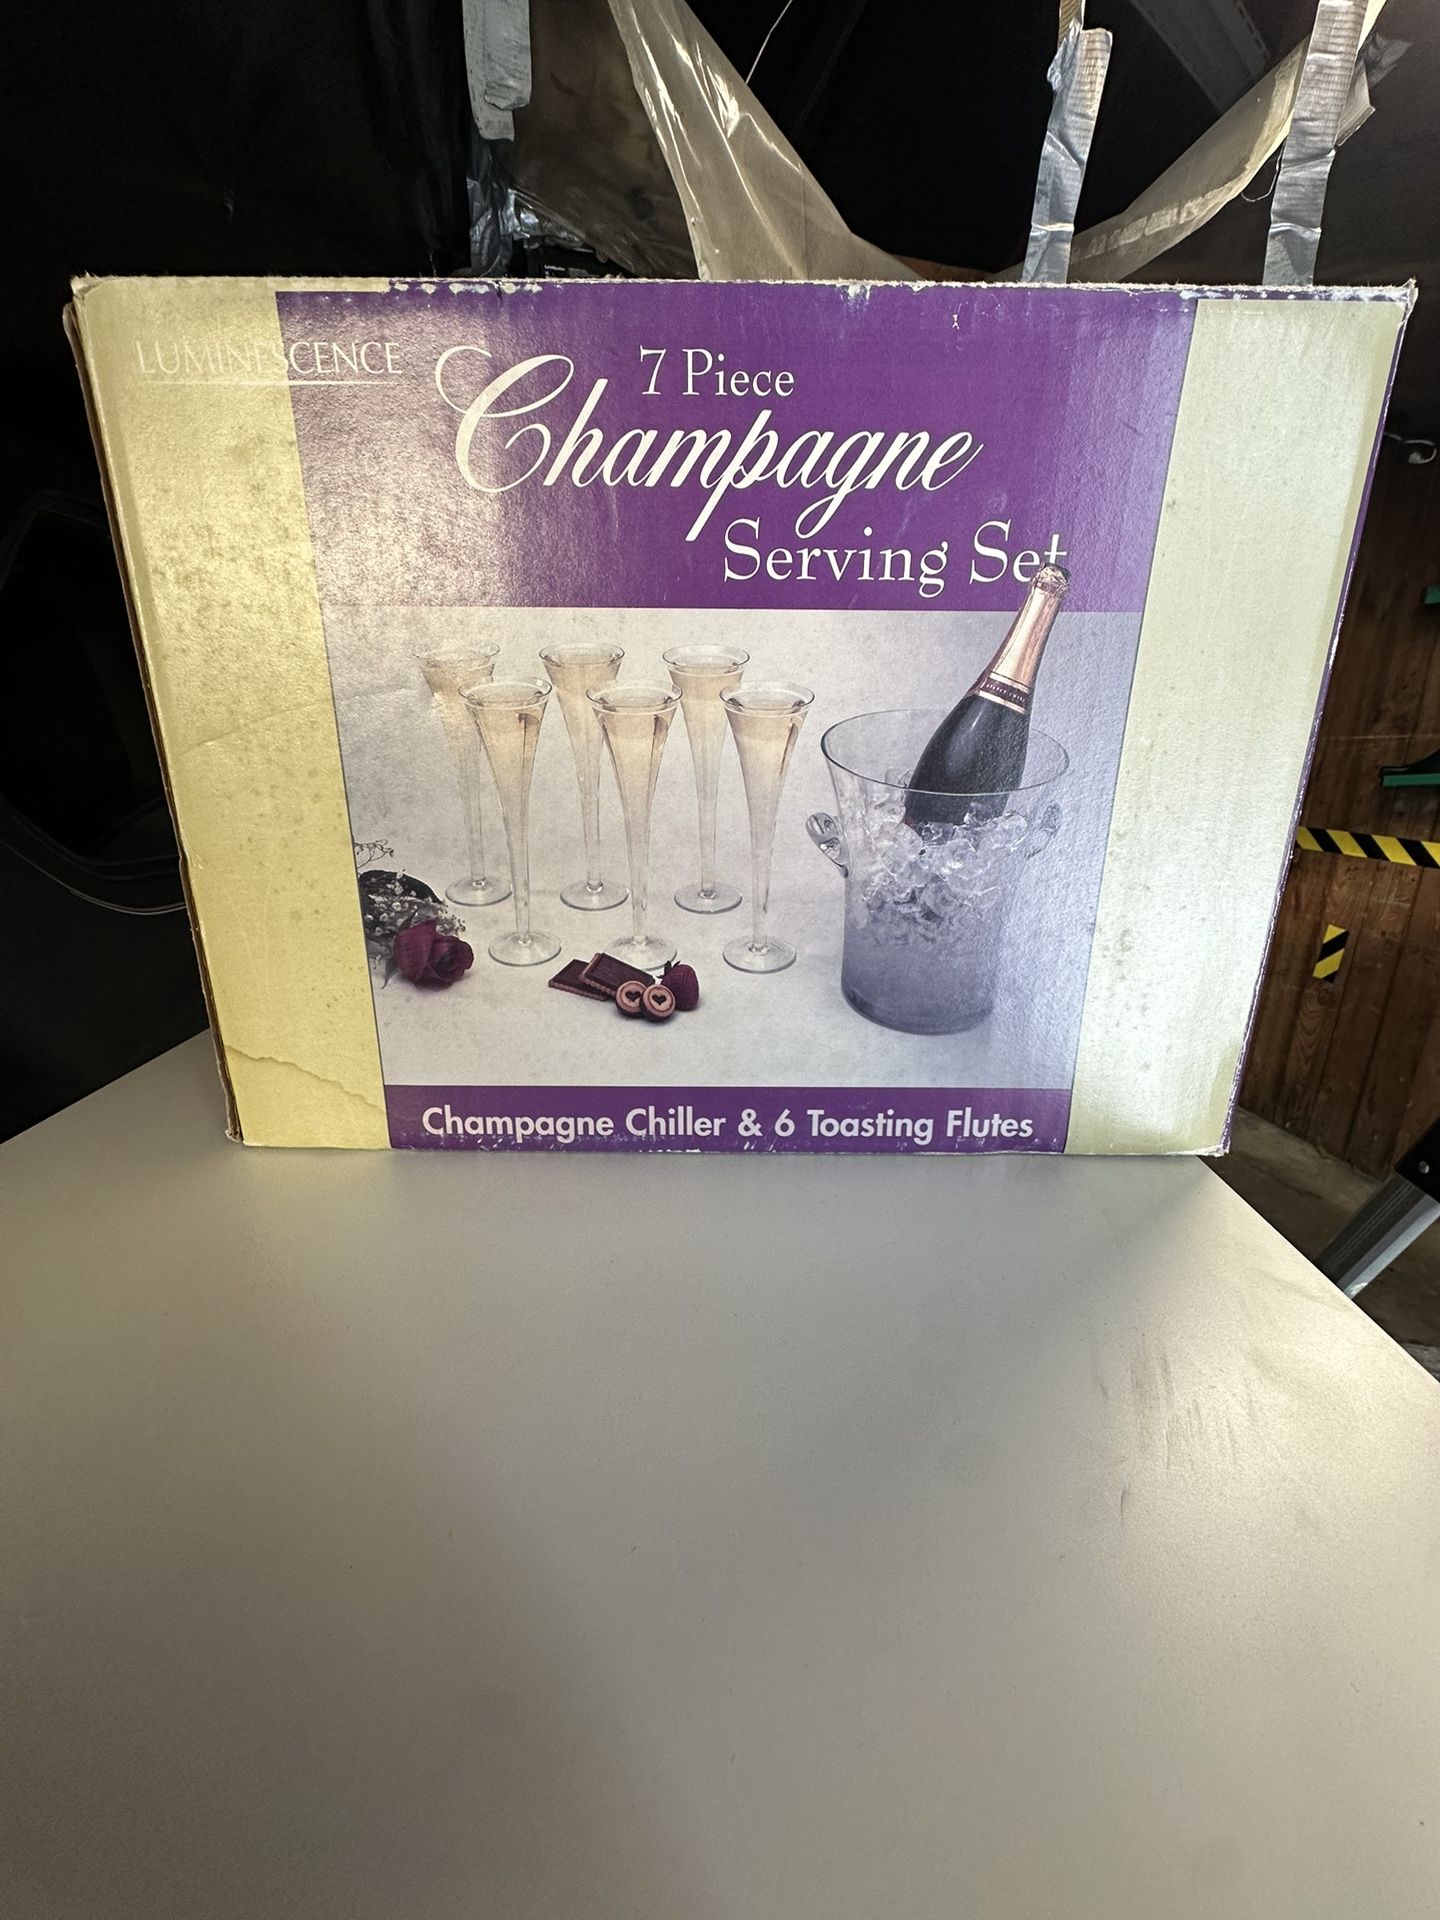 LUMINESCENCE
7 Piece
Champagne
Serving Set
Champagne Chiller & 6 Toasting Flutes